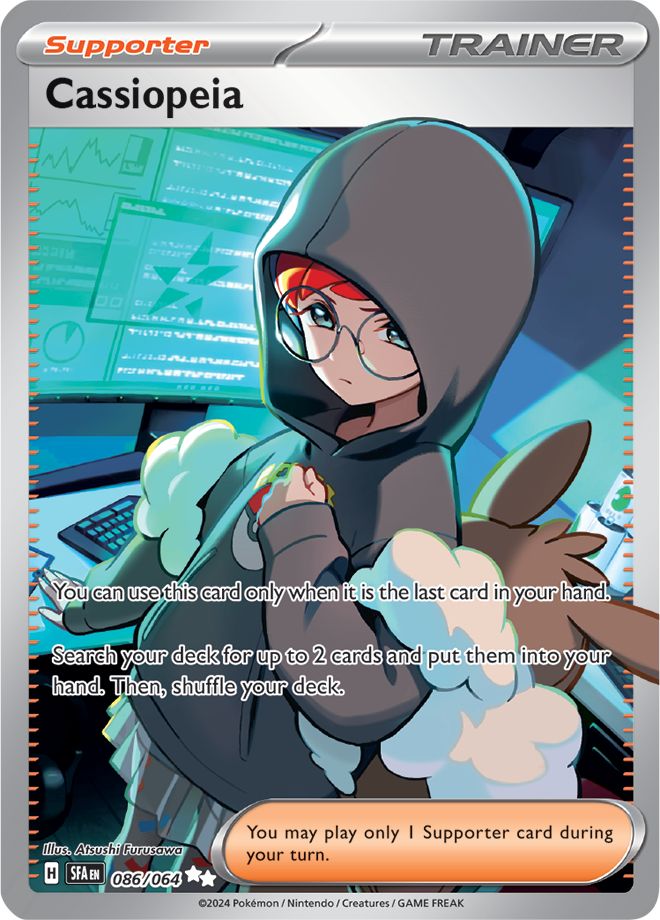 Supporter
TRAINER
Cassiopeia
You can use this card only when it is the last card in your hand.
Search your deck for up to 2 cards and put them into your
hand. Then, shuffle your deck.
You may play only 1 Supporter card during
your turn.
Illus. Atsushi Furusawa
H SFA EN 086/064
©2024 Pokémon / Nintendo / Creatures / GAME FREAK